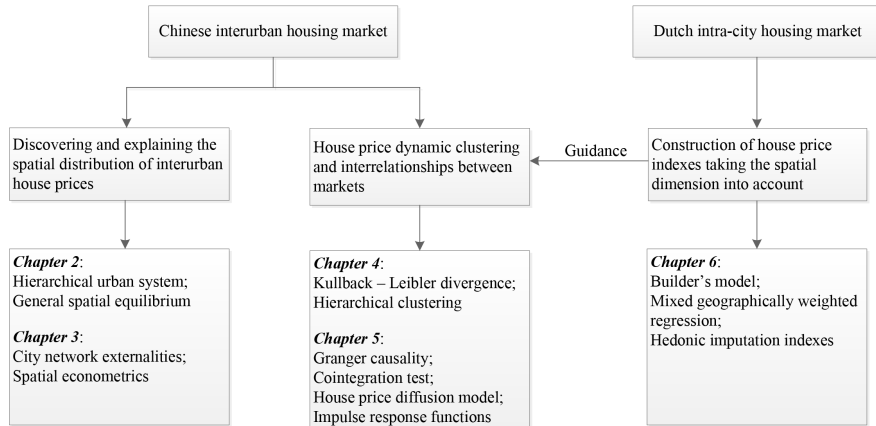 Chinese interurban housing market
Dutch intra-city housing market
Discovering and explaining the
spatial distribution of interurban
house prices
House price dynamic clustering
and interrelationships between
markets
Guidance
Construction of house price
indexes taking the spatial
dimension into account
Chapter 2:
Hierarchical urban system;
General spatial equilibrium
Chapter 3:
City network externalities;
Spatial econometrics
Chapter 4:
Kullback – Leibler divergence;
Hierarchical clustering
Chapter 5:
Granger causality;
Cointegration test;
House price diffusion model;
Impulse response functions
Chapter 6:
Builder’s model;
Mixed geographically weighted
regression;
Hedonic imputation indexes